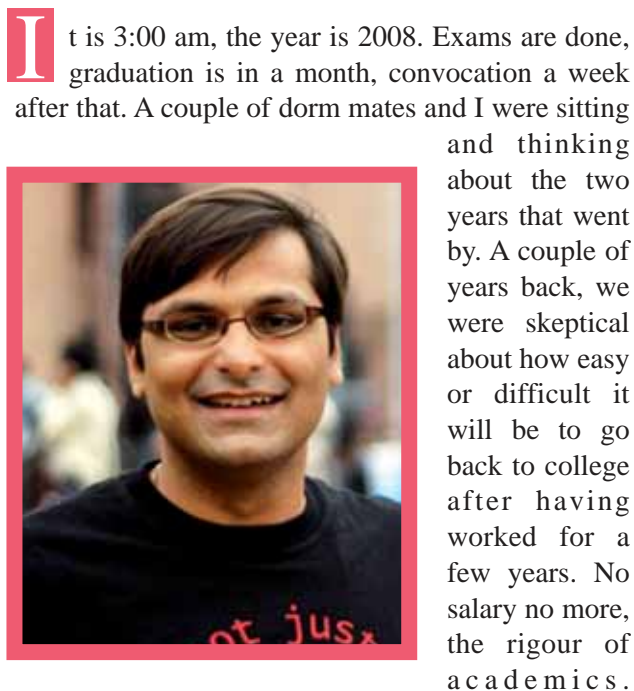 It is 3:00 am, the year is 2008. Exams are done,
graduation is in a month, convocation a week
after that. A couple of dorm mates and I were sitting
and thinking
about the two
years that went
by. A couple of
years back, we
were skeptical
about how easy
or difficult it
will be to go
back to college
after having
worked for a
few years. No
salary no more,
the rigour of
academics.
ot jus